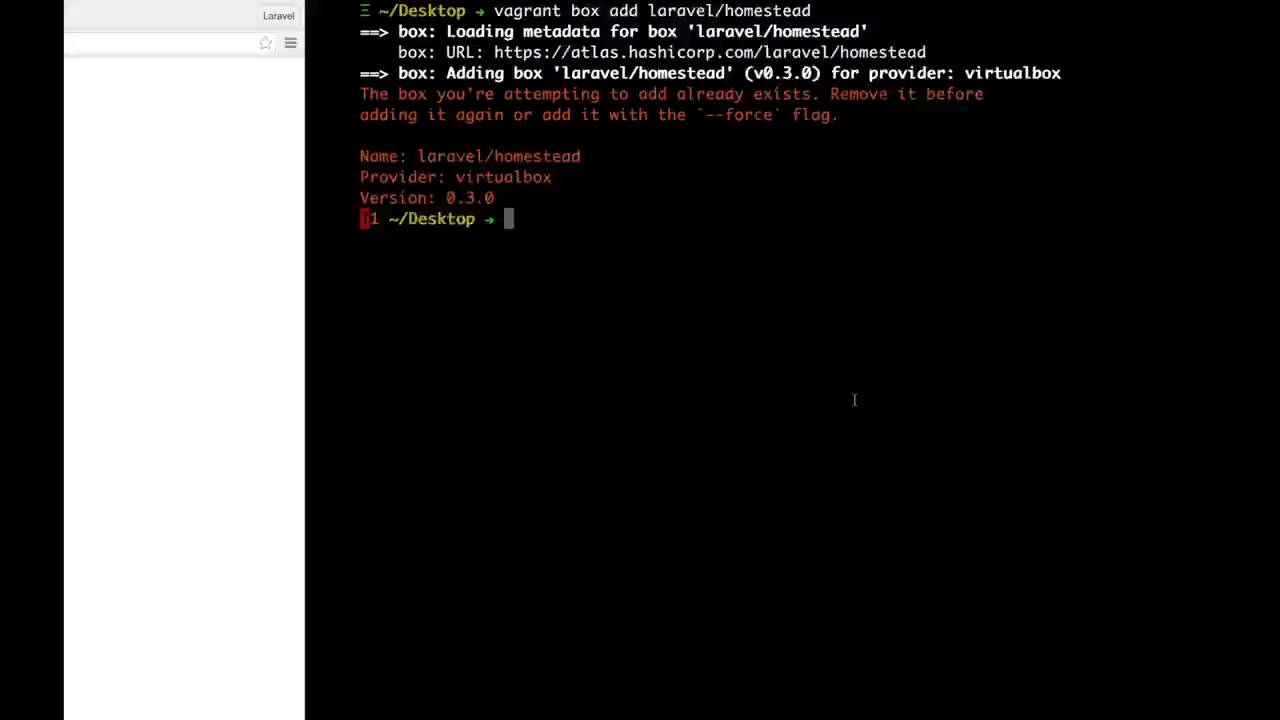 Laravel
Ξ ~/Desktop → vagrant box add laravel/homestead
==> box: Loading metadata for box 'laravel/homestead'
box: URL: https://atlas.hashicorp.com/laravel/homestead
==> box: Adding box 'laravel/homestead' (v0.3.0) for provider: virtualbox
The box you're attempting to add already exists. Remove it before
adding it again or add it with the `--force` flag.
Name: laravel/homestead
Provider: virtualbox
Version: 0.3.0
1 ~/Desktop →